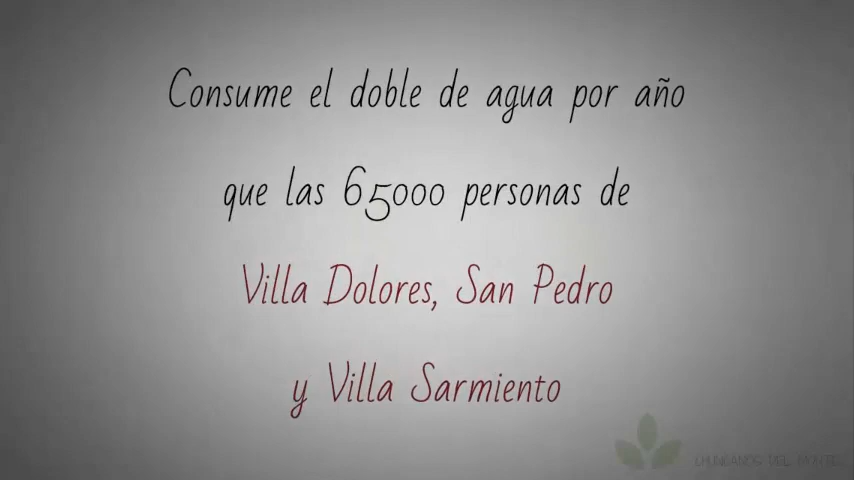 Consume el doble de agua por año
que las 65000 personas de
Villa Dolores, San Pedro
y Villa Sarmiento